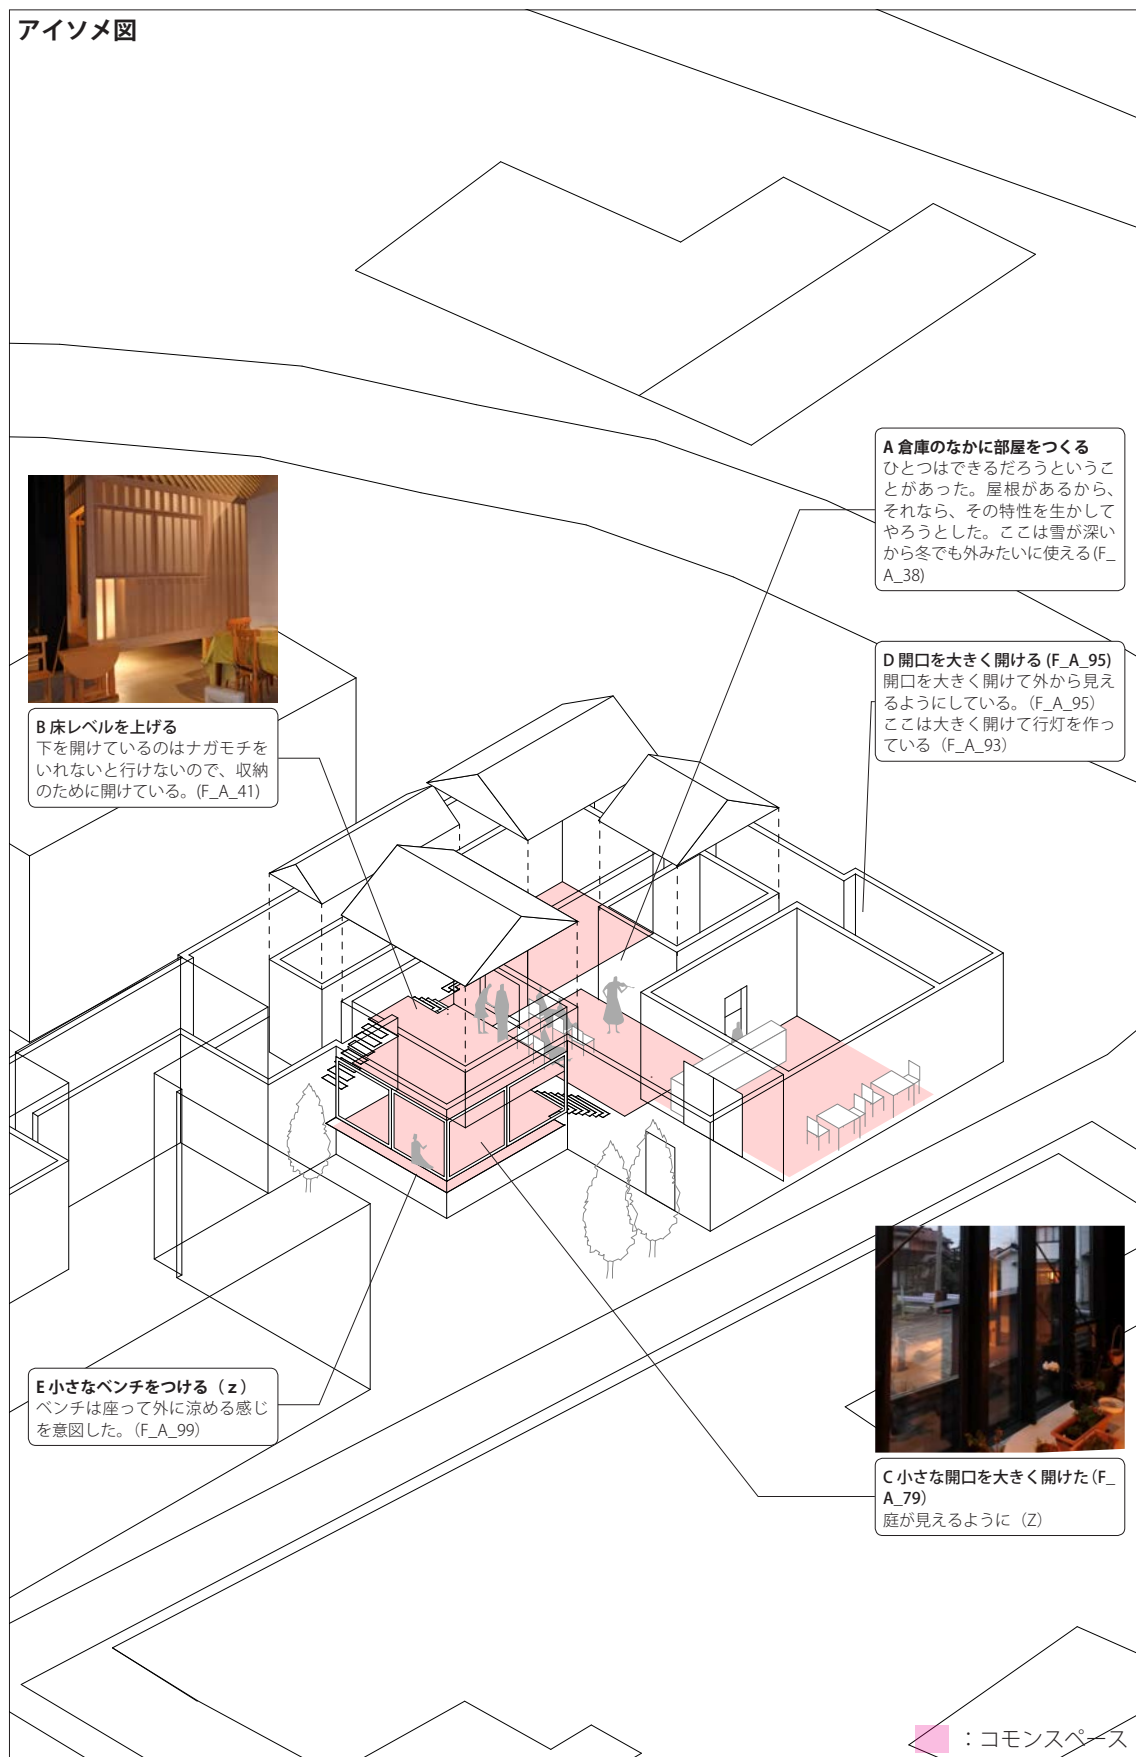 アイソメ図
A 倉庫のなかに部屋をつくる
ひとつはできるだろうというこ
とがあった。屋根があるから、
それなら、その特性を生かして
やろうとした。ここは雪が深い
から冬でも外みたいに使える(F_
A_38)
D 開口を大きく開ける (F_A_95)
開口を大きく開けて外から見え
るようにしている。（F_A_95）
ここは大きく開けて行灯を作っ
ている（F_A_93）
B 床レベルを上げる
下を開けているのはナガモチを
いれないと行けないので、収納
のために開けている。(F_A_41)
E 小さなベンチをつける（z）
ベンチは座って外に涼める感じ
を意図した。（F_A_99）
C 小さな開口を大きく開けた(F_
A_79)
庭が見えるように（Z）
：コモンスペース